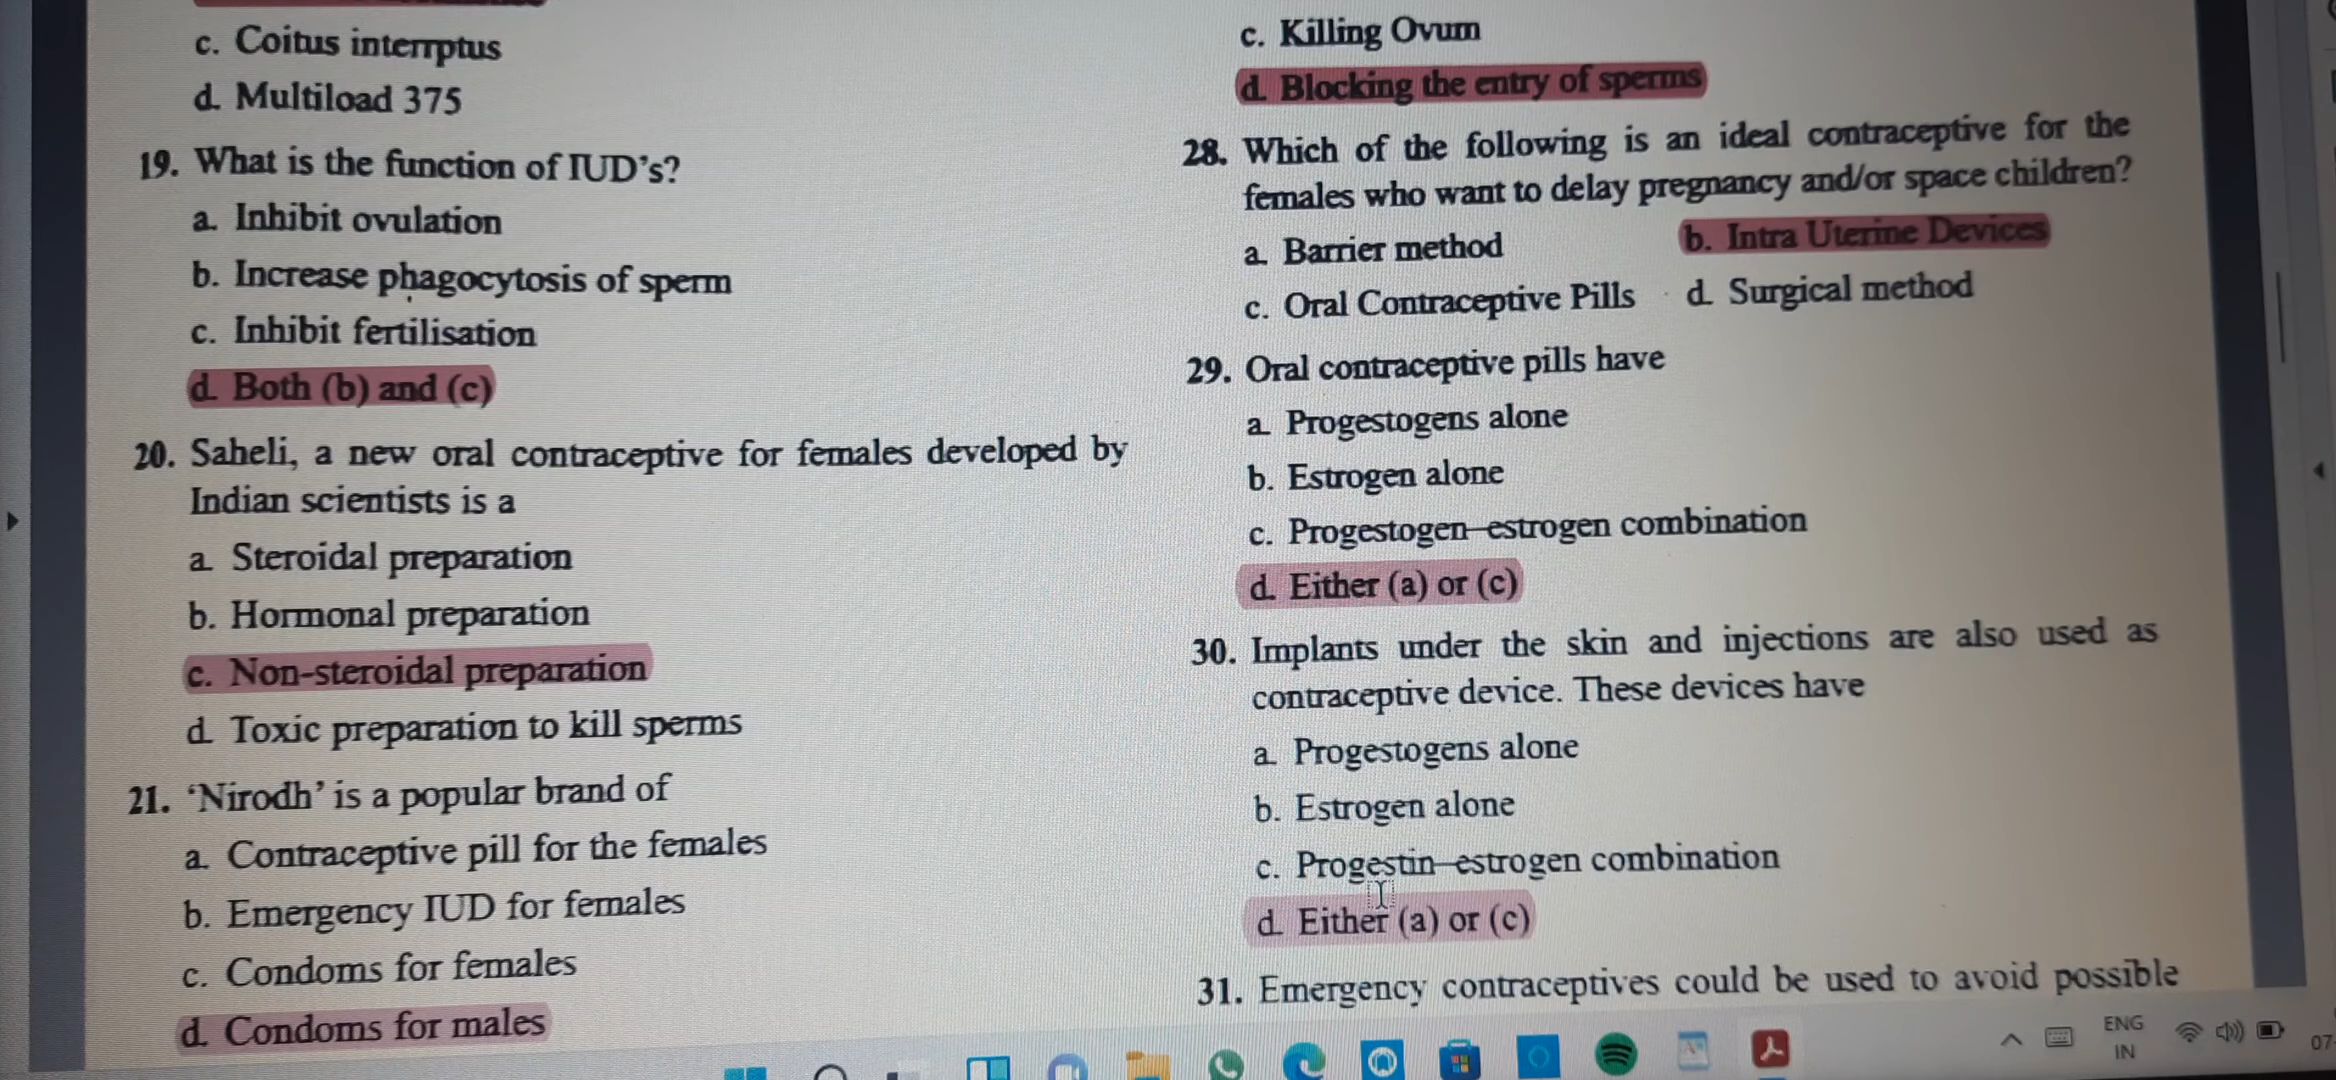 c. Coitus interrptus
d. Multiload 375
19. What is the function of IUD's?
a. Inhibit ovulation
b. Increase phagocytosis of sperm
c. Inhibit fertilisation
d. Both (b) and (c)
20. Saheli, a new oral contraceptive for females developed by
Indian scientists is a
a. Steroidal preparation
b. Hormonal preparation
c. Non-steroidal preparation
d. Toxic preparation to kill sperms
21. 'Nirodh' is a popular brand of
a. Contraceptive pill for the females
b. Emergency IUD for females
c. Condoms for females
d. Condoms for males
c. Killing Ovum
d. Blocking the entry of sperms
28. Which of the following is an ideal contraceptive for the
females who want to delay pregnancy and/or space children?
a. Barrier method b. Intra Uterine Devices
c. Oral Contraceptive Pills d. Surgical method
29. Oral contraceptive pills have
a. Progestogens alone
b. Estrogen alone
c. Progestogen–estrogen combination
d. Either (a) or (c)
30. Implants under the skin and injections are also used as
contraceptive device. These devices have
a. Progestogens alone
b. Estrogen alone
c. Progestin–estrogen combination
d. Either (a) or (c)
31. Emergency contraceptives could be used to avoid possible
ENG
IN
07